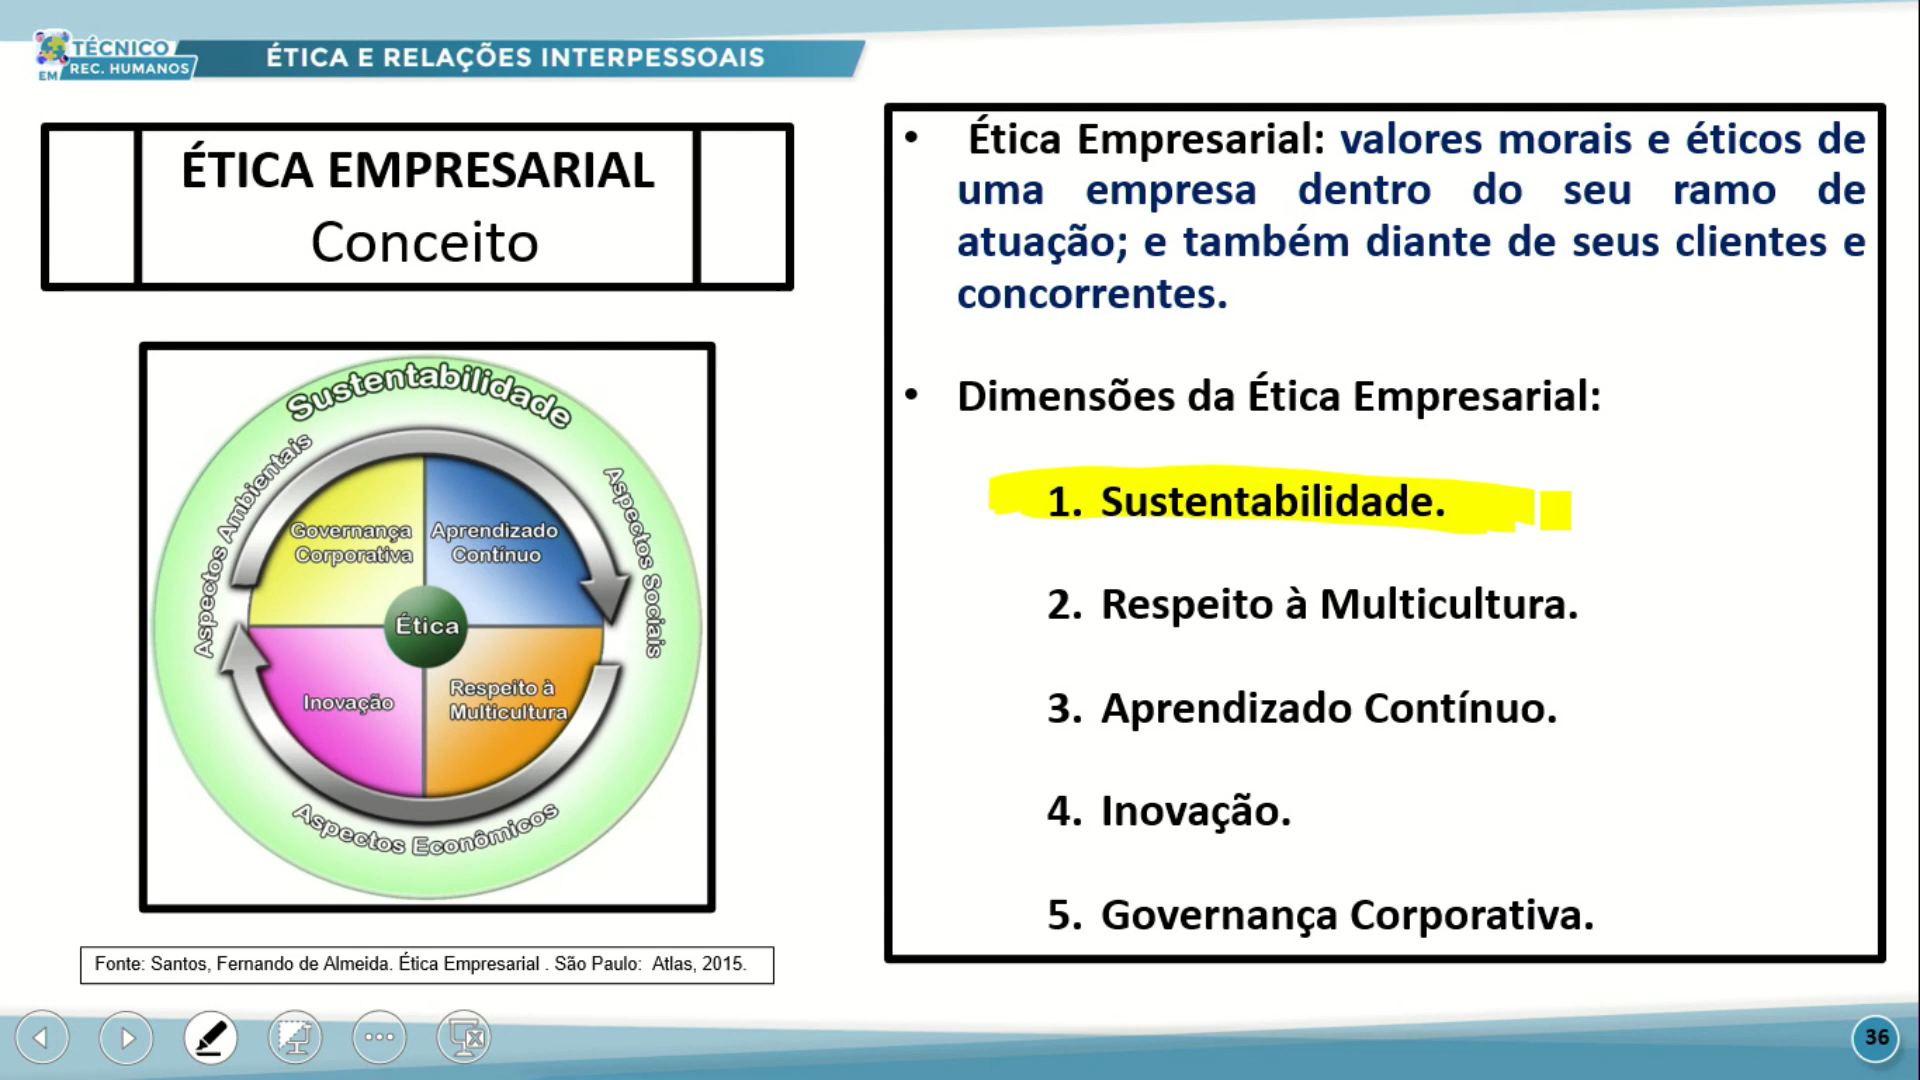 TÉCNICO
EM REC. HUMANOS
ÉTICA E RELAÇÕES INTERPESSOAIS
ÉTICA EMPRESARIAL
Conceito
Sustentabilidade
Aspectos Ambientais
Aspectos Sociais
Governança
Corporativa
Aprendizado
Contínuo
Ética
Inovação
Respeito à
Multicultura
Aspectos Econômicos
Fonte: Santos, Fernando de Almeida. Ética Empresarial . São Paulo: Atlas, 2015.
• Ética Empresarial: valores morais e éticos de
uma empresa dentro do seu ramo de
atuação; e também diante de seus clientes e
concorrentes.
• Dimensões da Ética Empresarial:
1. Sustentabilidade.
2. Respeito à Multicultura.
3. Aprendizado Contínuo.
4. Inovação.
5. Governança Corporativa.
36